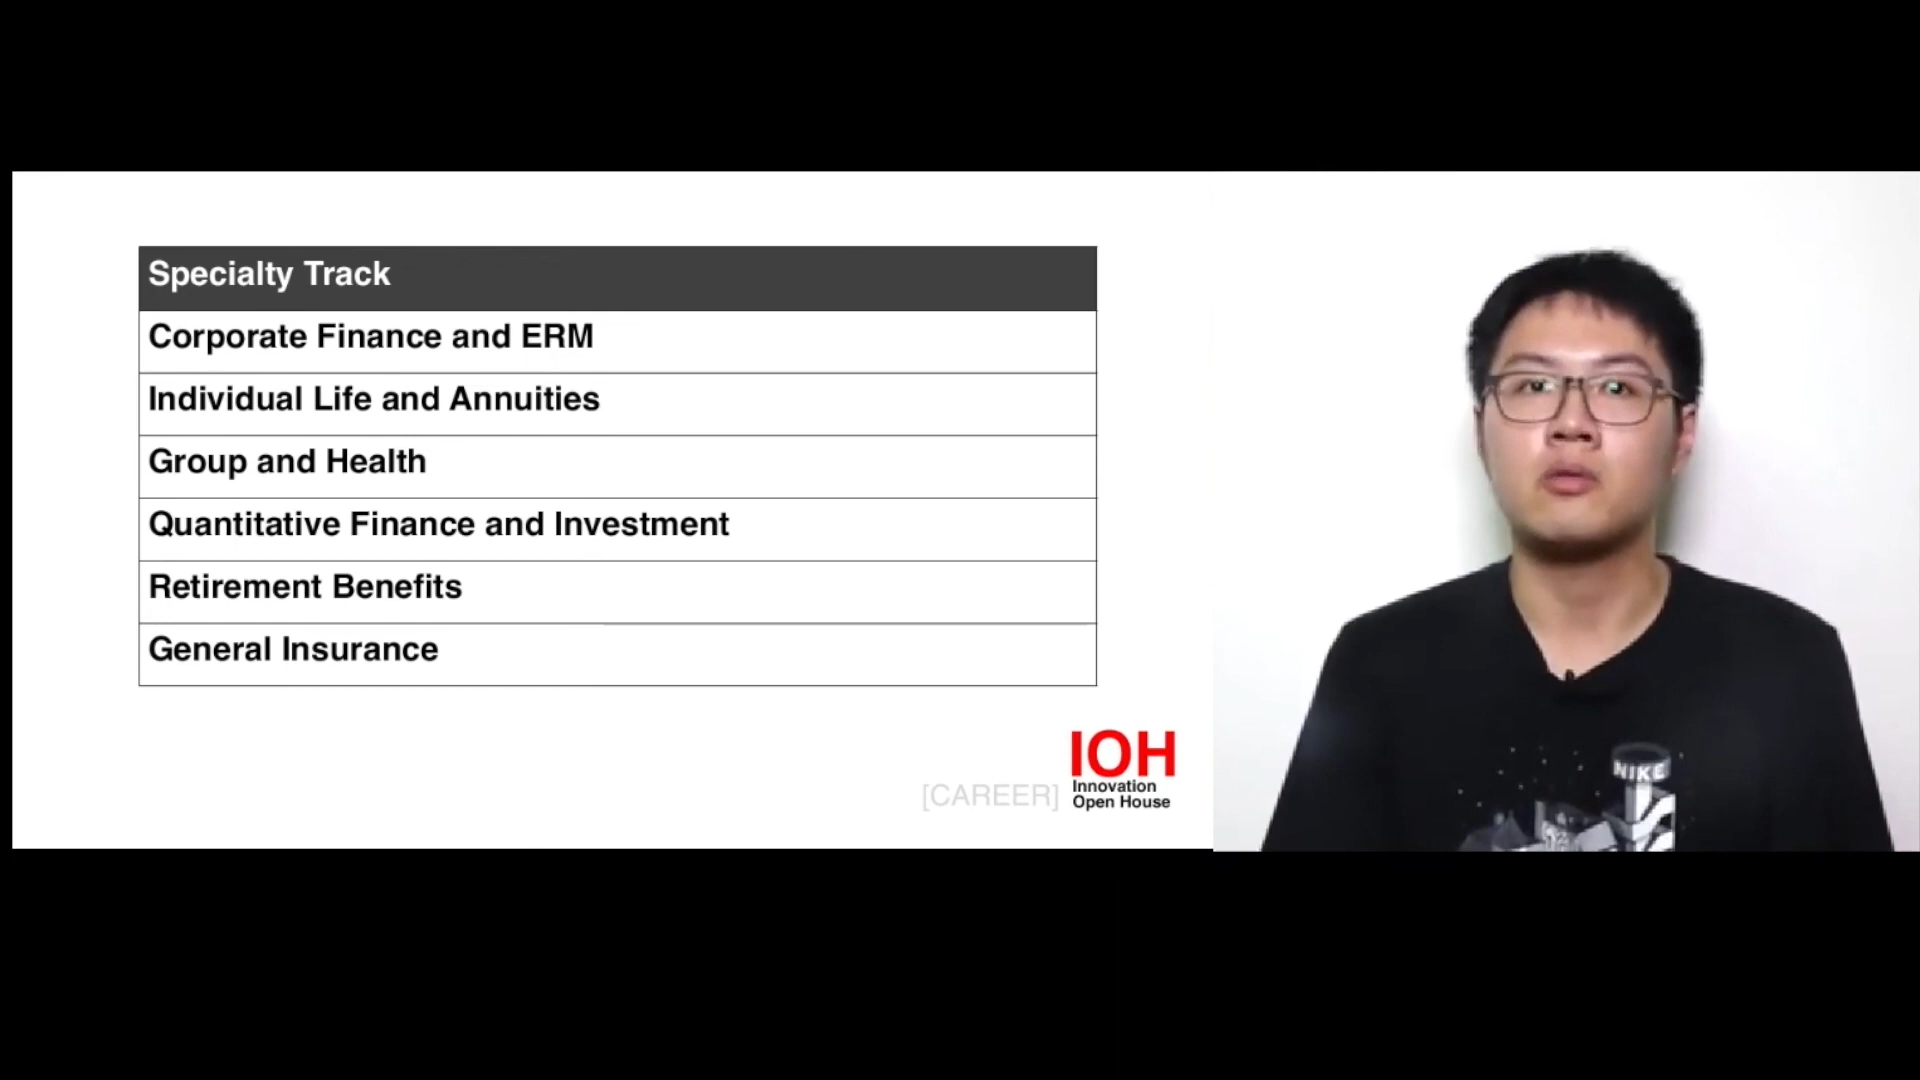 Specialty Track
Corporate Finance and ERM
Individual Life and Annuities
Group and Health
Quantitative Finance and Investment
Retirement Benefits
General Insurance
[CAREER]
IOH
Innovation
Open House
NIKE